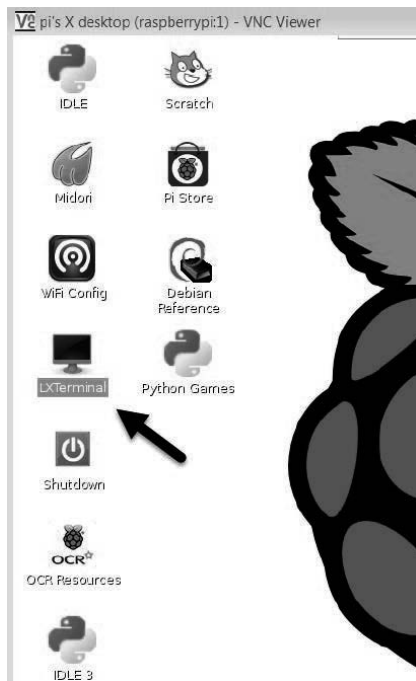 pi's X desktop (raspberrypi:1) - VNC Viewer
IDLE
Scratch
Midori
Pi Store
WiFi Config
Debian
Reference
LXTerminal
Python Games
Shutdown
OCR
OCR Resources
IDLE 3